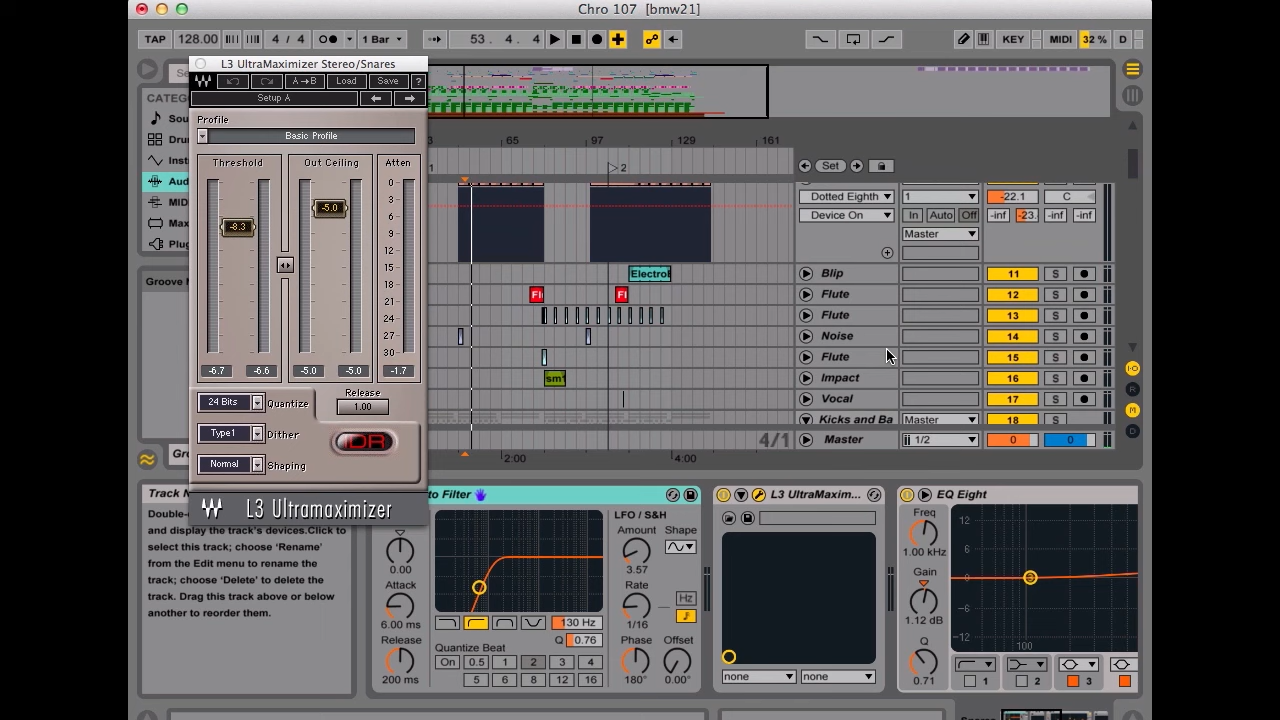 Chro 107 [bmw21]
TAP 128.00 4 / 4 1 Bar 53. 4. 4 KEY MIDI 32 % D
L3 UltraMaximizer Stereo/Snares
A→B Load Save ?
Setup A
Profile
Basic Profile
Threshold Out Ceiling Atten
-8.3 -5.0
0
3
6
9
12
15
18
21
24
27
30
-6.7 -6.6 -5.0 -5.0 -1.7
24 Bits Quantize
Release
1.00
Type1 Dither
IDR
Normal Shaping
L3 Ultramaximizer
CATEG
Sou
Dru
Inst
Aud
MID
Max
Plug
Groove
Gro
65 97 129 161
1 2 Set
Dotted Eighth 1 -22.1 C
Device On In Auto Off -inf -23. -inf -inf
Master
Blip 11 S
Flute 12 S
Flute 13 S
Noise 14 S
Flute 15 S
Impact 16 S
Vocal 17 S
Kicks and Ba Master 18 S
4/1 Master 1/2 0 0
2:00 4:00
Track N
Double-
and display the track's devices.Click to
select this track; choose 'Rename'
from the Edit menu to rename the
track; choose 'Delete' to delete the
track. Drag this track above or below
another to reorder them.
to Filter
0.00
Attack
6.00 ms
Release
200 ms
130 Hz
Q 0.76
Quantize Beat
On 0.5 1 2 3 4
5 6 8 12 16
LFO / S&H
Amount Shape
3.57
Rate Hz
1/16
Phase Offset
180° 0.00°
L3 UltraMaxim...
none none
EQ Eight
Freq
1.00 kHz
Gain
1.12 dB
Q
0.71
12
6
0
-6
-12
100
1 2 3